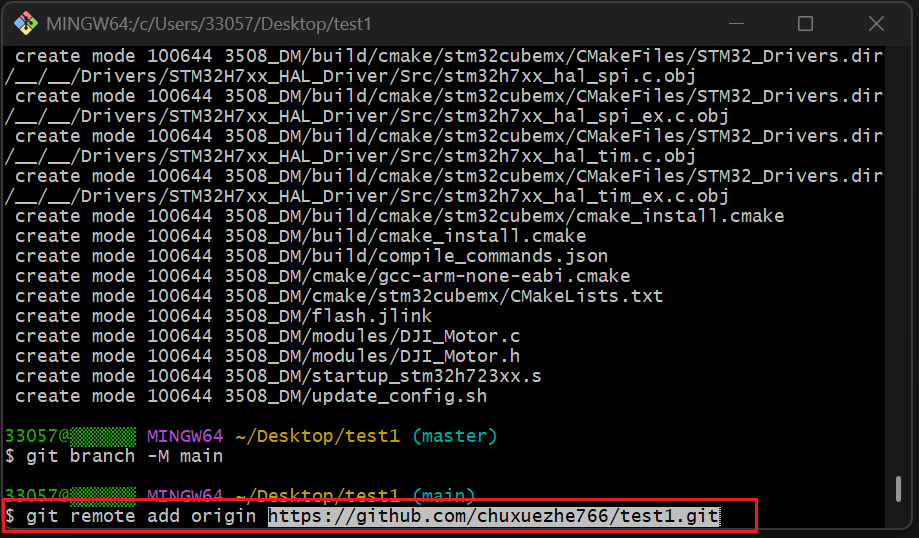 MINGW64:/c/Users/33057/Desktop/test1
create mode 100644 3508_DM/build/cmake/stm32cubemx/CMakeFiles/STM32_Drivers.dir
/__/__/Drivers/STM32H7xx_HAL_Driver/Src/stm32h7xx_hal_spi.c.obj
create mode 100644 3508_DM/build/cmake/stm32cubemx/CMakeFiles/STM32_Drivers.dir
/__/__/Drivers/STM32H7xx_HAL_Driver/Src/stm32h7xx_hal_spi_ex.c.obj
create mode 100644 3508_DM/build/cmake/stm32cubemx/CMakeFiles/STM32_Drivers.dir
/__/__/Drivers/STM32H7xx_HAL_Driver/Src/stm32h7xx_hal_tim.c.obj
create mode 100644 3508_DM/build/cmake/stm32cubemx/CMakeFiles/STM32_Drivers.dir
/__/__/Drivers/STM32H7xx_HAL_Driver/Src/stm32h7xx_hal_tim_ex.c.obj
create mode 100644 3508_DM/build/cmake/stm32cubemx/cmake_install.cmake
create mode 100644 3508_DM/build/cmake_install.cmake
create mode 100644 3508_DM/build/compile_commands.json
create mode 100644 3508_DM/cmake/gcc-arm-none-eabi.cmake
create mode 100644 3508_DM/cmake/stm32cubemx/CMakeLists.txt
create mode 100644 3508_DM/flash.jlink
create mode 100644 3508_DM/modules/DJI_Motor.c
create mode 100644 3508_DM/modules/DJI_Motor.h
create mode 100644 3508_DM/startup_stm32h723xx.s
create mode 100644 3508_DM/update_config.sh
33057@▒▒▒▒▒▒ MINGW64 ~/Desktop/test1 (master)
$ git branch -M main
33057@▒▒▒▒▒▒ MINGW64 ~/Desktop/test1 (main)
$ git remote add origin https://github.com/chuxuezhe766/test1.git